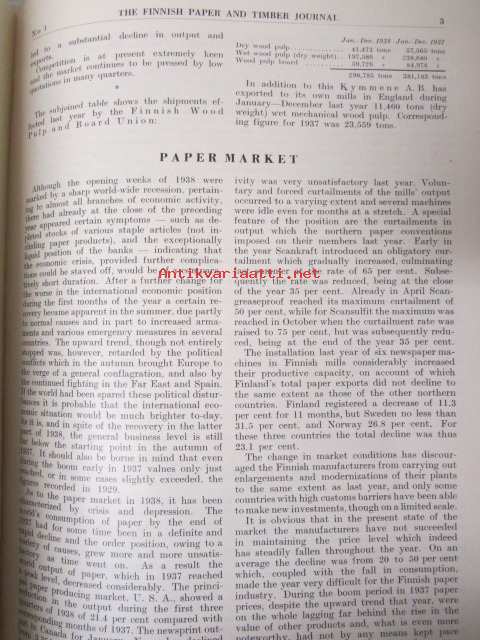 No 1
THE FINNISH PAPER AND TIMBER JOURNAL
3
led to a substantial decline in output and
exports.
Competition is at present extremely keen
and the market continues to be pressed by low
quotations in many quarters.
*
The subjoined table shows the shipments ef-
fected last year by the Finnish Wood
Pulp and Board Union:
Jan.-Dec. 1938 Jan.-Dec. 1937
Dry wood pulp
Wet wood pulp (dry weight)
Wood pulp board
In addition to this Kymmene A.B. has
exported to its own mills in England during
January—December last year 11,460 tons (dry
weight) wet mechanical wood pulp. Correspond-
ing figure for 1937 was 23,559 tons.
PAPER MARKET
Although the opening weeks of 1938 were
marked by a sharp world-wide recession, pertain-
ing to almost all branches of economic activity,
there had already at the close of the preceding
year appeared certain symptoms — such as de-
pleted stocks of various staple articles (not in-
cluding paper products), and the exceptionally
liquid position of the banks — indicating that
the economic crisis, provided further complica-
tions could be staved off, would be of
tively short duration. After a further change for
the worse in the international economic position
during the first months of the year a certain re-
covery became apparent in the summer, due partly
to normal causes and in part to increased arma-
ments and various emergency measures in several
countries. The upward trend, though not entirely
stopped was, however, retarded by the political
conflicts which in the autumn brought Europe to
the verge of a general conflagration, and also by
the continued fighting in the Far East and Spain.
If the world had been spared these political distur-
bances it is probable that the international eco-
nomic situation would be much brighter to-day.
As it is, and in spite of the recovery in the latter
part of 1938, the general business level is still
far below the starting point in the autumn of
1937. It should also be borne in mind that even
during the boom early in 1937 values only just
reached, or in some cases slightly exceeded, the
figures recorded in 1929.
As to the paper market in 1938, it has been
characterized by crisis and depression. The
world's consumption of paper by the end of
1937 had for some time been in a definite and
rapid decline and the order position, owing to a
variety of causes, grew more and more unsatis-
factory as time went on. As a result the
world output of paper, which in 1937 reached
a peak level, decreased considerably. The princi-
pal paper producing market, U. S. A., showed a
reduction in the output during the first three
quarters of 1938 of 21.4 per cent compared with
corresponding months of 1937. The newsprint out-
put in Canada for January
ivity was very unsatisfactory last year. Volun-
tary and forced curtailments of the mills' output
occurred to a varying extent and several machines
were idle even for months at a stretch. A special
feature of the position are the curtailments in
output which the northern paper conventions
imposed on their members last year. Early in
the year Scankraft introduced an obligatory cur-
tailment which gradually increased, culminating
rate of 65 per cent. Subse-
quently the rate was reduced, being at the close
of the year 35 per cent. Already in April Scan-
greaseproof reached its maximum curtailment of
50 per cent, while for Scansulfit the maximum was
reached in October when the curtailment rate was
raised to 75 per cent, but was subsequently redu-
ced, being at the end of the year 35 per cent.
The installation last year of six newspaper ma-
chines in Finnish mills considerably increased
their productive capacity, on account of which
Finland's total paper exports did not decline to
the same extent as those of the other northern
countries. Finland registered a decrease of 11.3
per cent for 11 months, but Sweden no less than
31.5 per cent. and Norway 26.8 per cent. For
these three countries the total decline was thus
23.1 per cent.
The change in market conditions has discour-
aged the Finnish manufacturers from carrying out
enlargements and modernizations of their plants
to the same extent as last year, and only some
countries with high customs barriers have been able
to make new investments, though on a limited scale.
It is obvious that in the present state of the
market the manufacturers have not succeeded
in maintaining the price level which indeed
has steadily fallen throughout the year. On an
average the decline was from 20 to 50 per cent
which, coupled with the fall in consumption,
made the year very difficult for the Finnish paper
industry. During the boom period in 1937 paper
prices, despite the upward trend that year, were
on the whole lagging far behind the rise in the
value of other products and, what is even more
noteworthy, had not by any means kept pace
Antikvariaatti.net